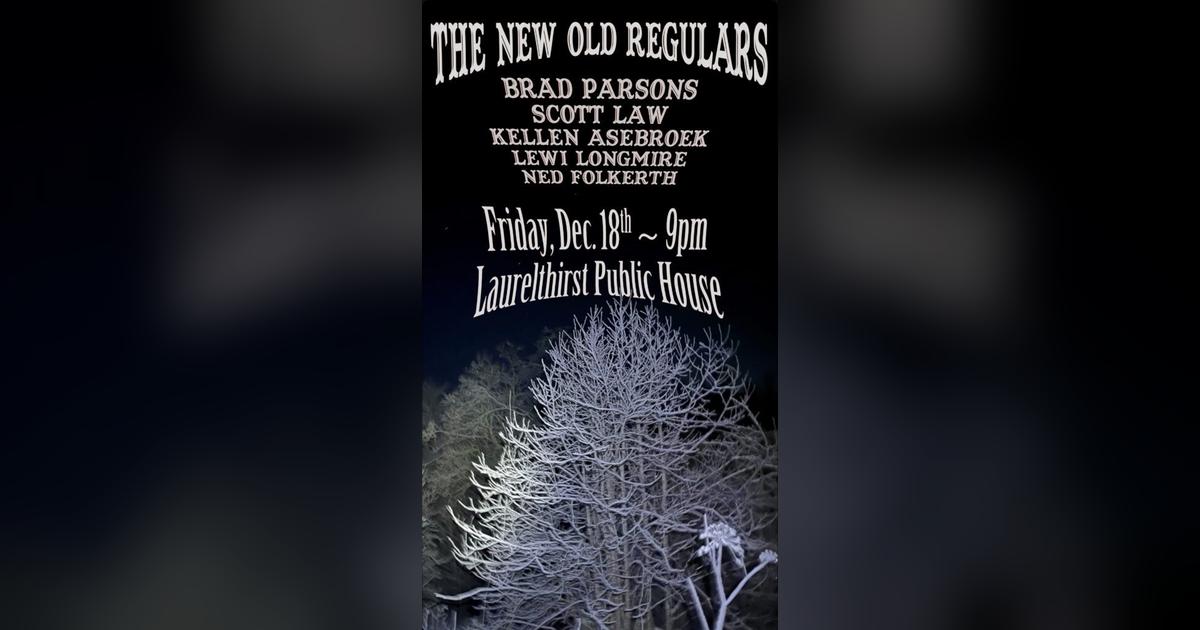 THE NEW OLD REGULARS
BRAD PARSONS
SCOTT LAW
KELLEN ASEBROEK
LEWI LONGMIRE
NED FOLKERTH
Friday, Dec. 18th ~ 9pm
Laurelthirst Public House